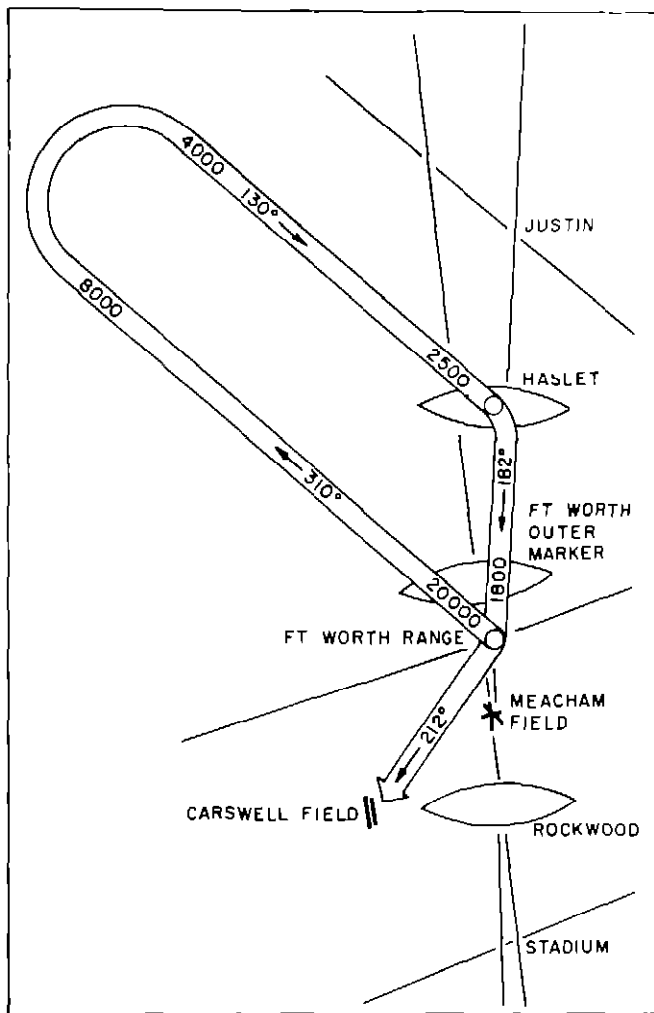 4000
130°
JUSTIN
8000
2500
HASLET
182°
310°
FT WORTH
OUTER
MARKER
1800
20000
FT WORTH RANGE
MEACHAM
FIELD
212°
CARSWELL FIELD
ROCKWOOD
STADIUM